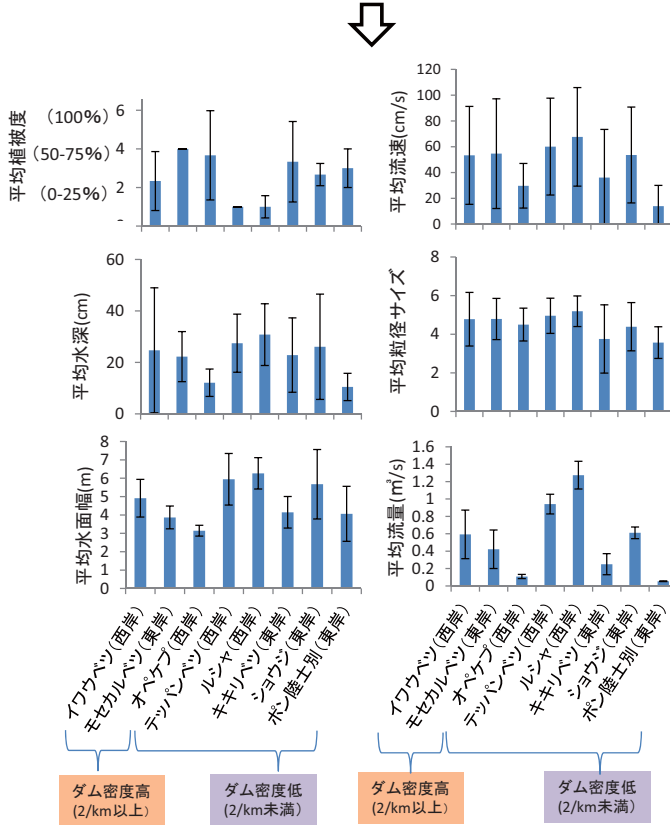 平均植被度
6
(100%)
4
(50-75%)
2
(0-25%)
平均流速(cm/s)
120
100
80
60
40
20
0
平均水深(cm)
60
40
20
0
平均粒径サイズ
8
6
4
2
0
平均水面幅(m)
8
7
6
5
4
3
2
1
0
平均流量(㎥/s)
1.6
1.4
1.2
1
0.8
0.6
0.4
0.2
0
イワウベツ(西岸)
モセカルベツ(東岸)
オペケプ(西岸)
テッパンベツ(西岸)
ルシャ(西岸)
キキリベツ(東岸)
ショウジ(東岸)
ポン陸士別(東岸)
イワウベツ(西岸)
モセカルベツ(東岸)
オペケプ(西岸)
テッパンベツ(西岸)
ルシャ(西岸)
キキリベツ(東岸)
ショウジ(東岸)
ポン陸士別(東岸)
ダム密度高
(2/km以上)
ダム密度低
(2/km未満)
ダム密度高
(2/km以上)
ダム密度低
(2/km未満)